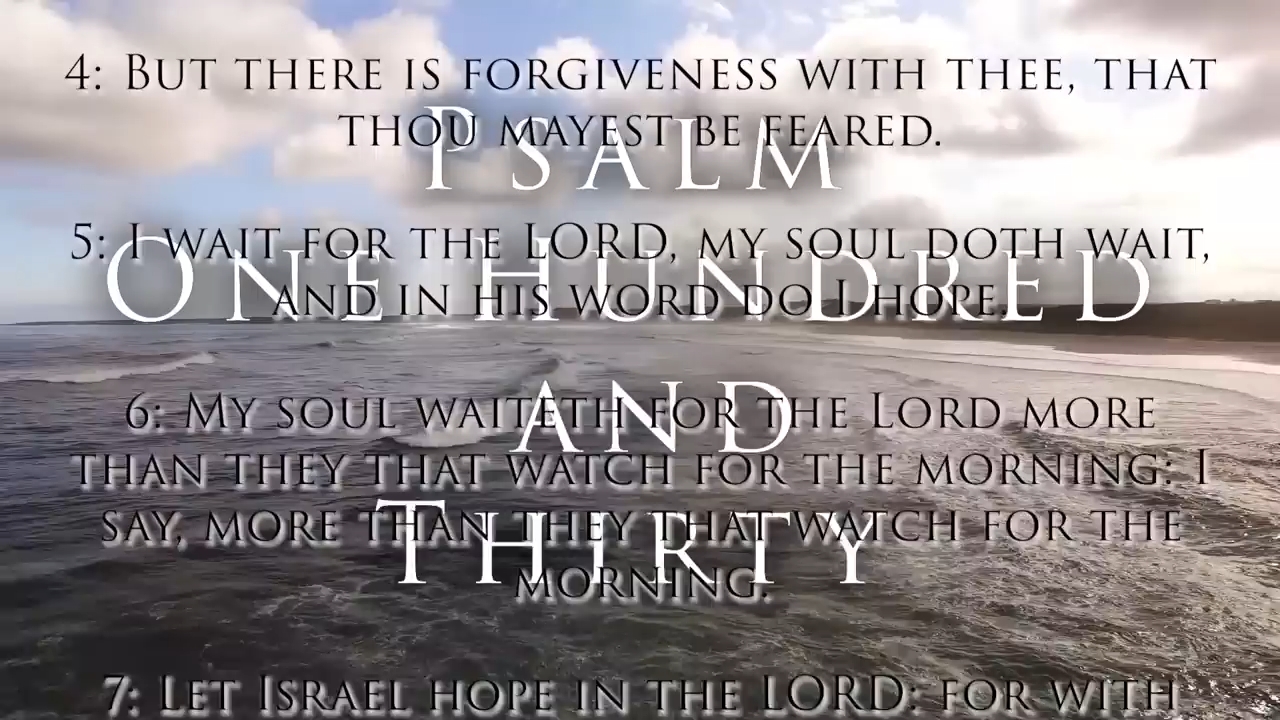 4: But there is forgiveness with thee, that
thou mayest be feared.
Psalm
5: I wait for the LORD, my soul doth wait,
One Hundred
and in his word do I hope.
and
6: My soul waiteth for the Lord more
than they that watch for the morning: I
say, more than they that watch for the
Thirty
morning.
7: Let Israel hope in the LORD: for with